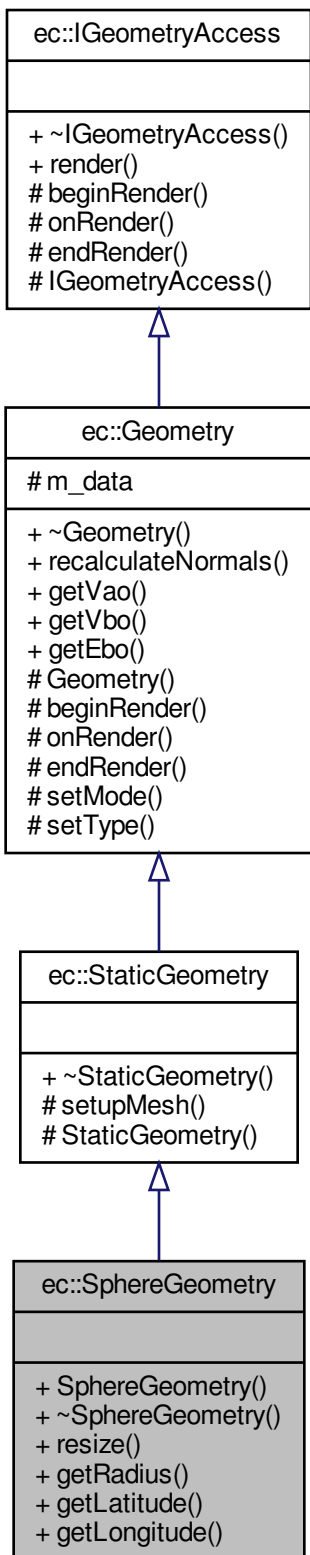 ec::IGeometryAccess
+ ~IGeometryAccess()
+ render()
# beginRender()
# onRender()
# endRender()
# IGeometryAccess()
ec::Geometry
# m_data
+ ~Geometry()
+ recalculateNormals()
+ getVao()
+ getVbo()
+ getEbo()
# Geometry()
# beginRender()
# onRender()
# endRender()
# setMode()
# setType()
ec::StaticGeometry
+ ~StaticGeometry()
# setupMesh()
# StaticGeometry()
ec::SphereGeometry
+ SphereGeometry()
+ ~SphereGeometry()
+ resize()
+ getRadius()
+ getLatitude()
+ getLongitude()